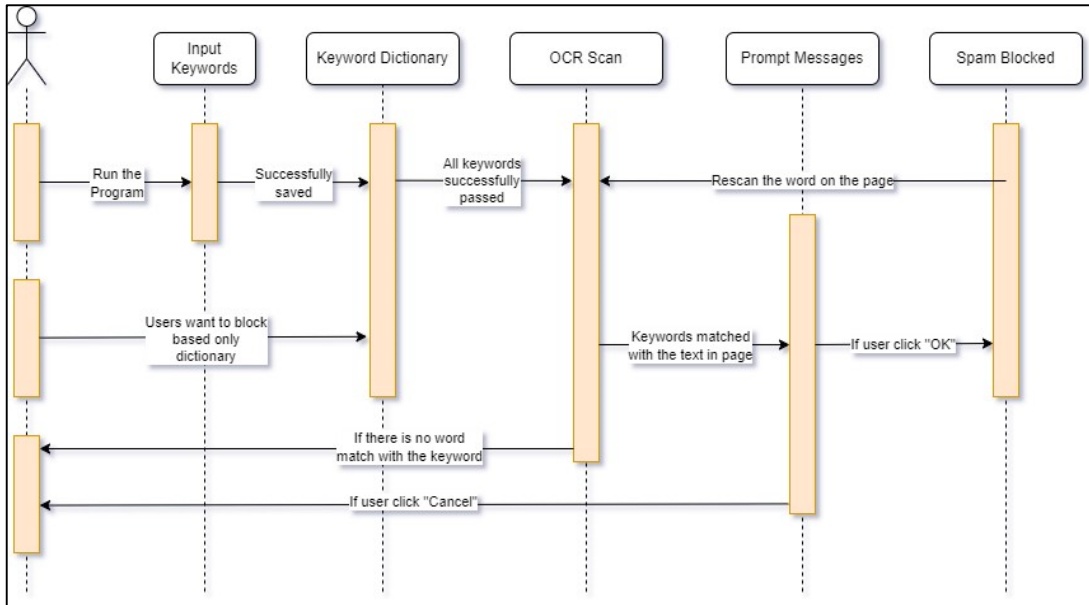 Input
Keywords
Keyword Dictionary
OCR Scan
Prompt Messages
Spam Blocked
Run the
Program
Successfully
saved
All keywords
successfully
passed
Rescan the word on the page
Users want to block
based only
dictionary
Keywords matched
with the text in page
If user click "OK"
If there is no word
match with the keyword
If user click "Cancel"